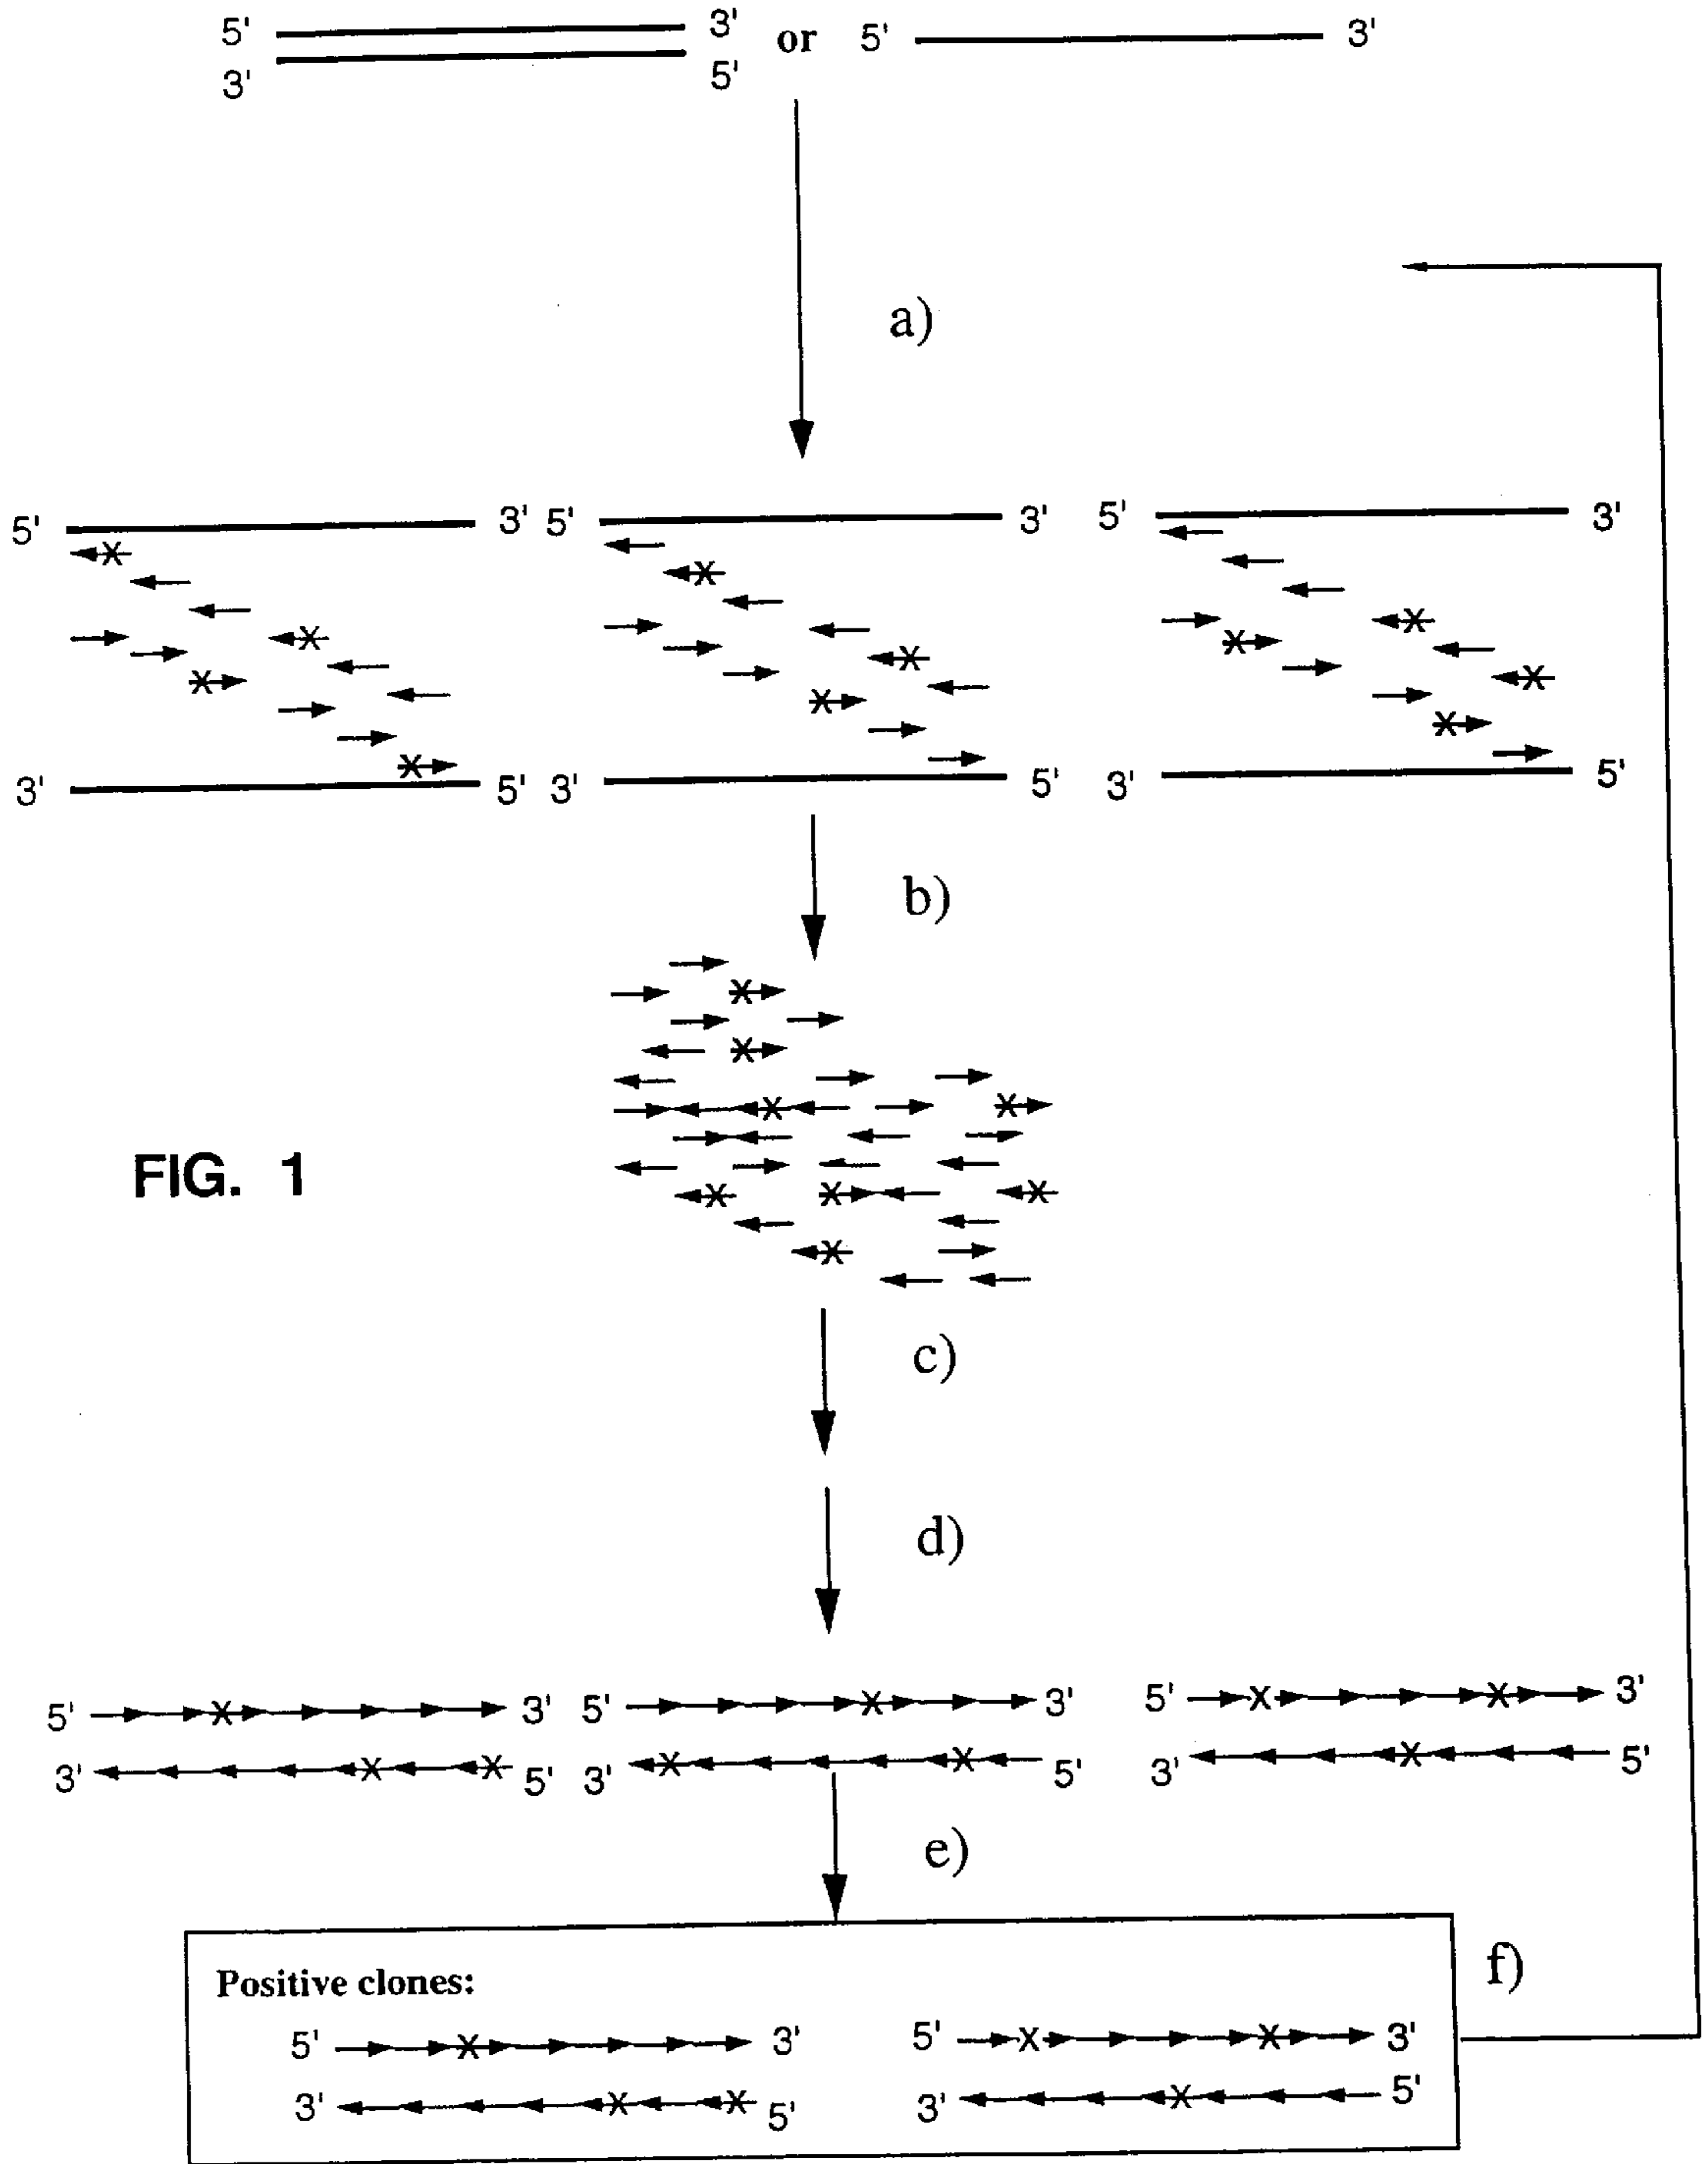 5' 3' or 5' 3'
3' 5'
a)
5' 3' 5' 3' 5' 3'
X
X
X X
X X
X X
X X
X
X
3' 5' 3' 5' 3' 5'
b)
X
X
X X
FIG. 1
X X X
X
c)
d)
5' X 3' 5' X 3' 5' X X 3'
3' X X 5' 3' X X 5' 3' X 5'
e)
f)
Positive clones:
5' X 3' 5' X X 3'
3' X X 5' 3' X 5'